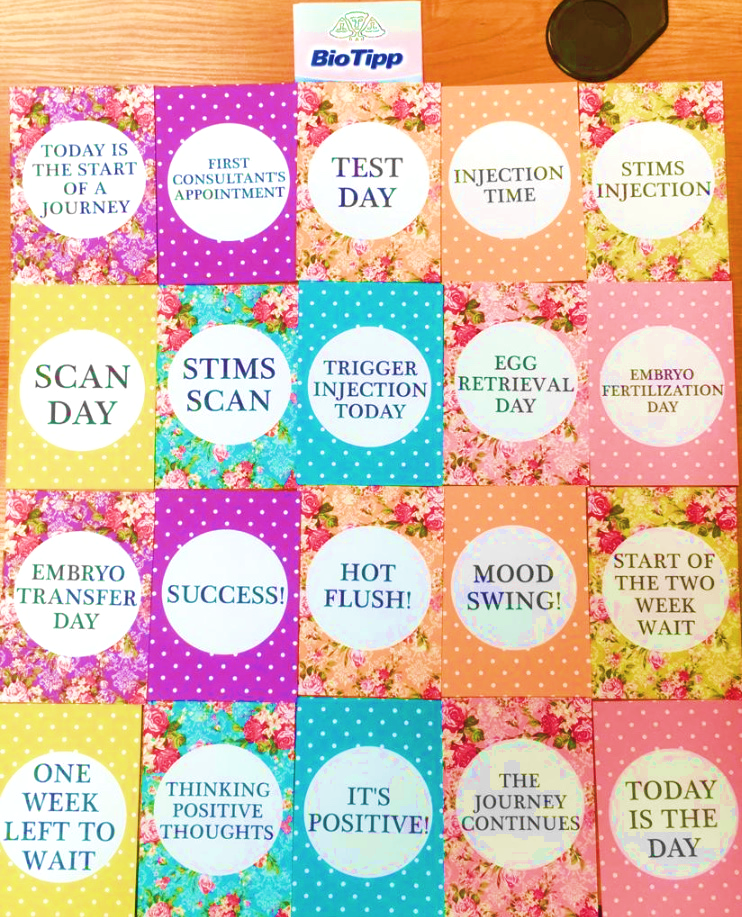 BioTipp
TODAY IS
THE START
OF A
JOURNEY
FIRST
CONSULTANT'S
APPOINTMENT
TEST
DAY
INJECTION
TIME
STIMS
INJECTION
SCAN
DAY
STIMS
SCAN
TRIGGER
INJECTION
TODAY
EGG
RETRIEVAL
DAY
EMBRYO
FERTILIZATION
DAY
EMBRYO
TRANSFER
DAY
SUCCESS!
HOT
FLUSH!
MOOD
SWING!
START OF
THE TWO
WEEK
WAIT
ONE
WEEK
LEFT TO
WAIT
THINKING
POSITIVE
THOUGHTS
IT'S
POSITIVE!
THE
JOURNEY
CONTINUES
TODAY
IS THE
DAY